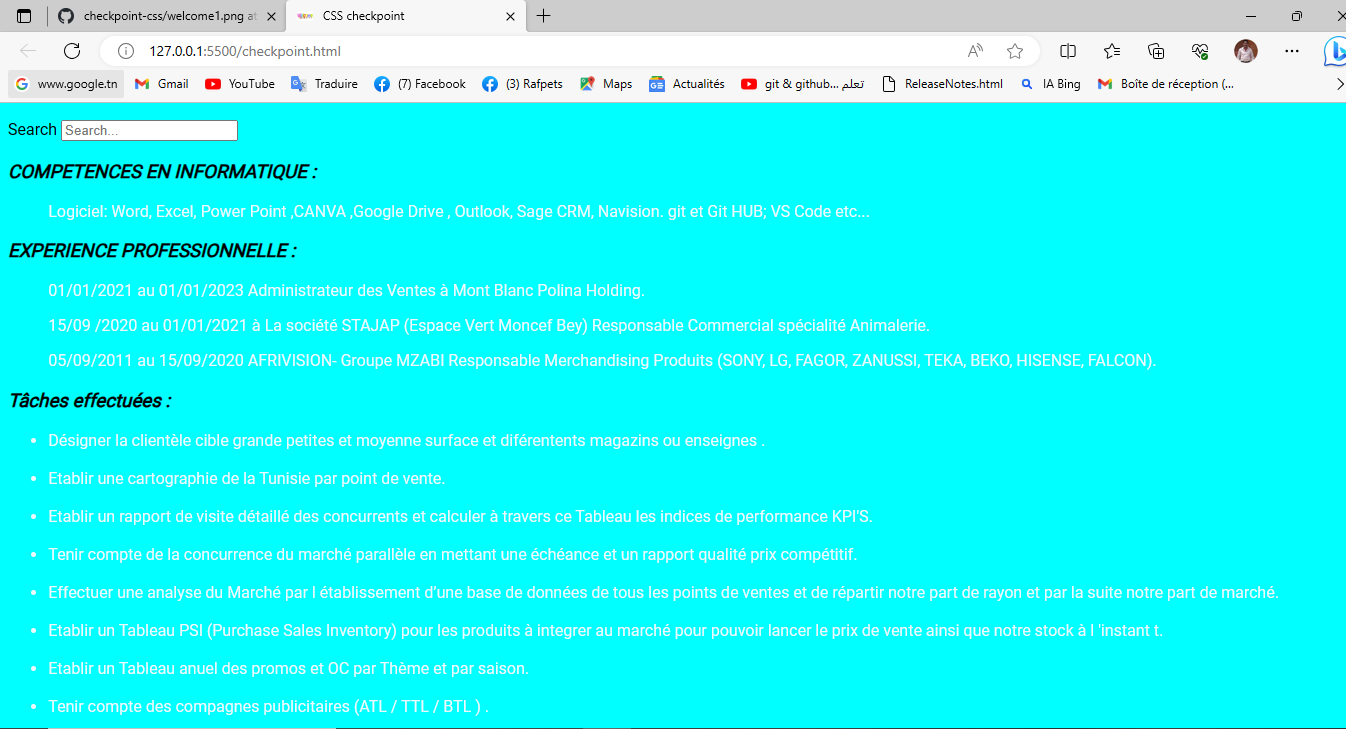 checkpoint-css/welcome1.png at
CSS checkpoint
127.0.0.1:5500/checkpoint.html
www.google.tn
Gmail
YouTube
Traduire
(7) Facebook
(3) Rafpets
Maps
Actualités
git & github... تعلم
ReleaseNotes.html
IA Bing
Boîte de réception (...
Search Search...
COMPETENCES EN INFORMATIQUE :
Logiciel: Word, Excel, Power Point ,CANVA ,Google Drive , Outlook, Sage CRM, Navision. git et Gît HUB; VS Code etc...
EXPERIENCE PROFESSIONNELLE :
01/01/2021 au 01/01/2023 Administrateur des Ventes à Mont Blanc Polina Holding.
15/09 /2020 au 01/01/2021 à La société STAJAP (Espace Vert Moncef Bey) Responsable Commercial spécialité Animalerie.
05/09/2011 au 15/09/2020 AFRIVISION- Groupe MZABI Responsable Merchandising Produits (SONY, LG, FAGOR, ZANUSSI, TEKA, BEKO, HISENSE, FALCON).
Tâches effectuées :
• Désigner la clientèle cible grande petites et moyenne surface et diférentents magazins ou enseignes .
• Etablir une cartographie de la Tunisie par point de vente.
• Etablir un rapport de visite détaillé des concurrents et calculer à travers ce Tableau les indices de performance KPI'S.
• Tenir compte de la concurrence du marché parallèle en mettant une échéance et un rapport qualité prix compétitif.
• Effectuer une analyse du Marché par l établissement d'une base de données de tous les points de ventes et de répartir notre part de rayon et par la suite notre part de marché.
• Etablir un Tableau PSI (Purchase Sales Inventory) pour les produits à integrer au marché pour pouvoir lancer le prix de vente ainsi que notre stock à l 'instant t.
• Etablir un Tableau anuel des promos et OC par Thème et par saison.
• Tenir compte des compagnes publicitaires (ATL / TTL / BTL ) .